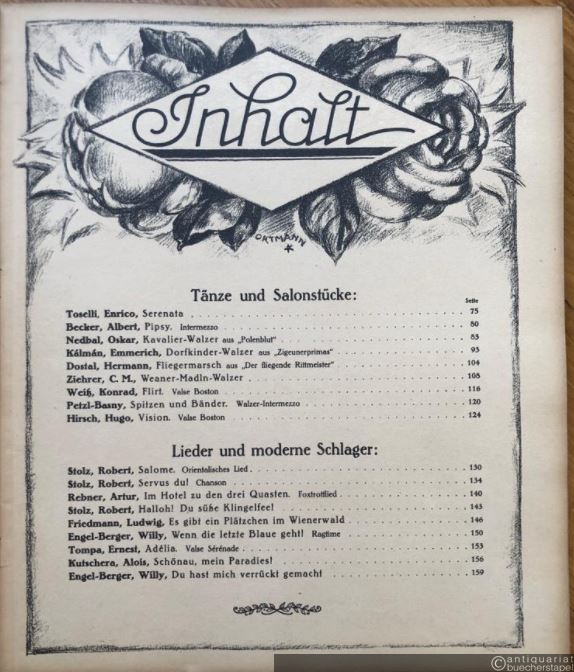 Inhalt
ORTMANN
Tänze und Salonstücke:
Seite
Toselli, Enrico, Serenata . . . 75
Becker, Albert, Pipsy. Intermezzo . . . 80
Nedbal, Oskar, Kavalier-Walzer aus „Polenblut“ . . . 83
Kálmán, Emmerich, Dorfkinder-Walzer aus „Zigeunerprimas“ . . . 93
Dostal, Hermann, Fliegermarsch aus „Der fliegende Rittmeister“ . . . 104
Ziehrer, C. M., Weaner-Madln-Walzer . . . 108
Weiß, Konrad, Flirt. Valse Boston . . . 116
Petzl-Basny, Spitzen und Bänder. Walzer-Intermezzo . . . 120
Hirsch, Hugo, Vision. Valse Boston . . . 124
Lieder und moderne Schlager:
Stolz, Robert, Salome. Orientalisches Lied . . . 130
Stolz, Robert, Servus du! Chanson . . . 134
Rebner, Artur, Im Hotel zu den drei Quasten. Foxtrottlied . . . 140
Stolz, Robert, Halloh! Du süße Klingelfee! . . . 143
Friedmann, Ludwig, Es gibt ein Plätzchen im Wienerwald . . . 146
Engel-Berger, Willy, Wenn die letzte Blaue geht! Ragtime . . . 150
Tompa, Ernest, Adélia. Valse Sérénade . . . 153
Kutschera, Alois, Schönau, mein Paradies! . . . 156
Engel-Berger, Willy, Du hast mich verrückt gemacht! . . . 159
antiquariat
buecherstapel